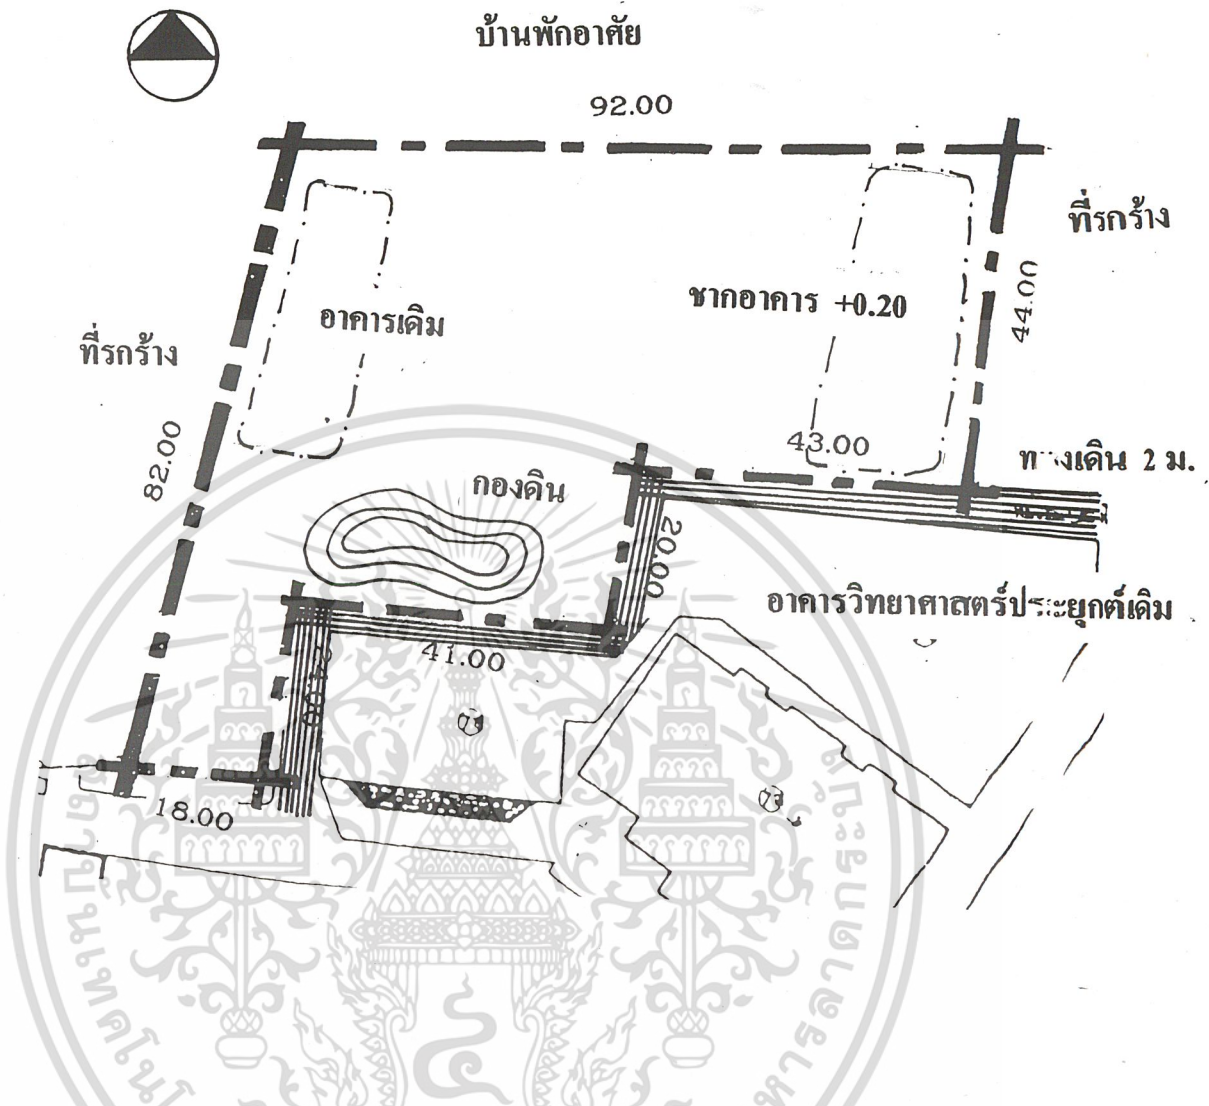 บ้านพักอาศัย
92.00
ที่รกร้าง
44.00
ชากอาคาร +0.20
อาคารเดิม
ที่รกร้าง
82.00
43.00
ทางเดิน 2 ม.
กองดิน
20.00
อาคารวิทยาศาสตร์ประยุกต์เดิม
41.00
18.00